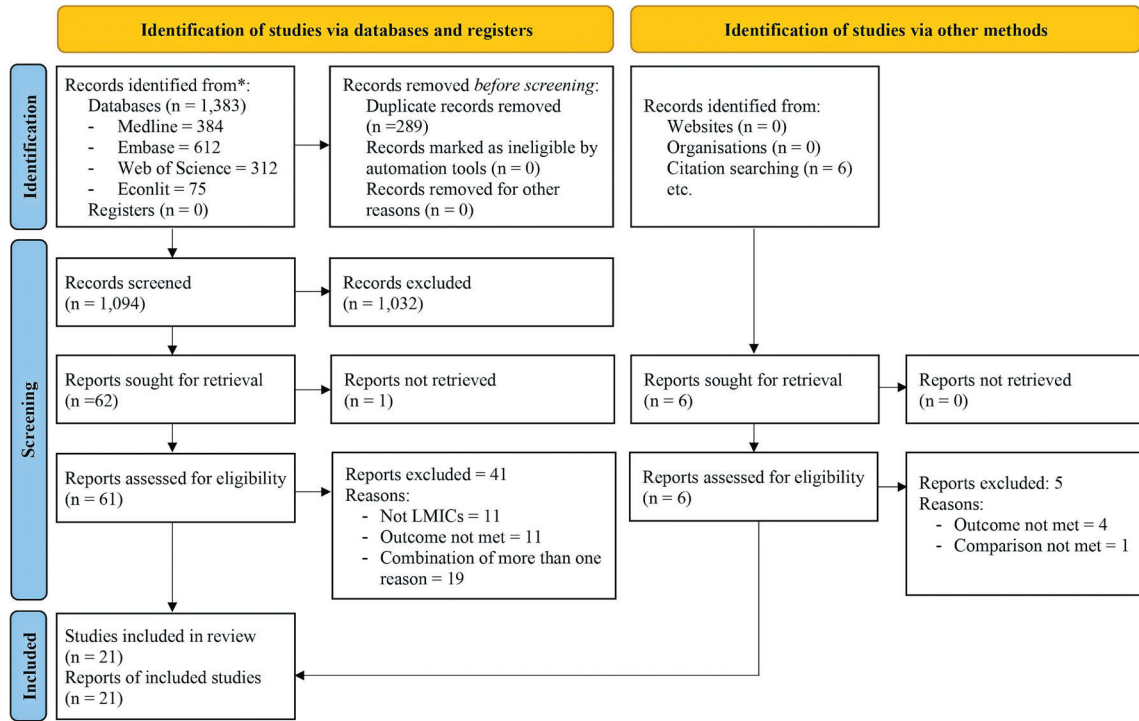 Identification of studies via databases and registers
Identification of studies via other methods
Identification
Records identified from*:
Databases (n = 1,383)
- Medline = 384
- Embase = 612
- Web of Science = 312
- Econlit = 75
Registers (n = 0)
Records removed before screening:
Duplicate records removed
(n =289)
Records marked as ineligible by
automation tools (n = 0)
Records removed for other
reasons (n = 0)
Records identified from:
Websites (n = 0)
Organisations (n = 0)
Citation searching (n = 6)
etc.
Screening
Records screened
(n = 1,094)
Records excluded
(n = 1,032)
Reports sought for retrieval
(n =62)
Reports not retrieved
(n = 1)
Reports sought for retrieval
(n = 6)
Reports not retrieved
(n = 0)
Reports assessed for eligibility
(n = 61)
Reports excluded = 41
Reasons:
- Not LMICs = 11
- Outcome not met = 11
- Combination of more than one
reason = 19
Reports assessed for eligibility
(n = 6)
Reports excluded: 5
Reasons:
- Outcome not met = 4
- Comparison not met = 1
Included
Studies included in review
(n = 21)
Reports of included studies
(n = 21)